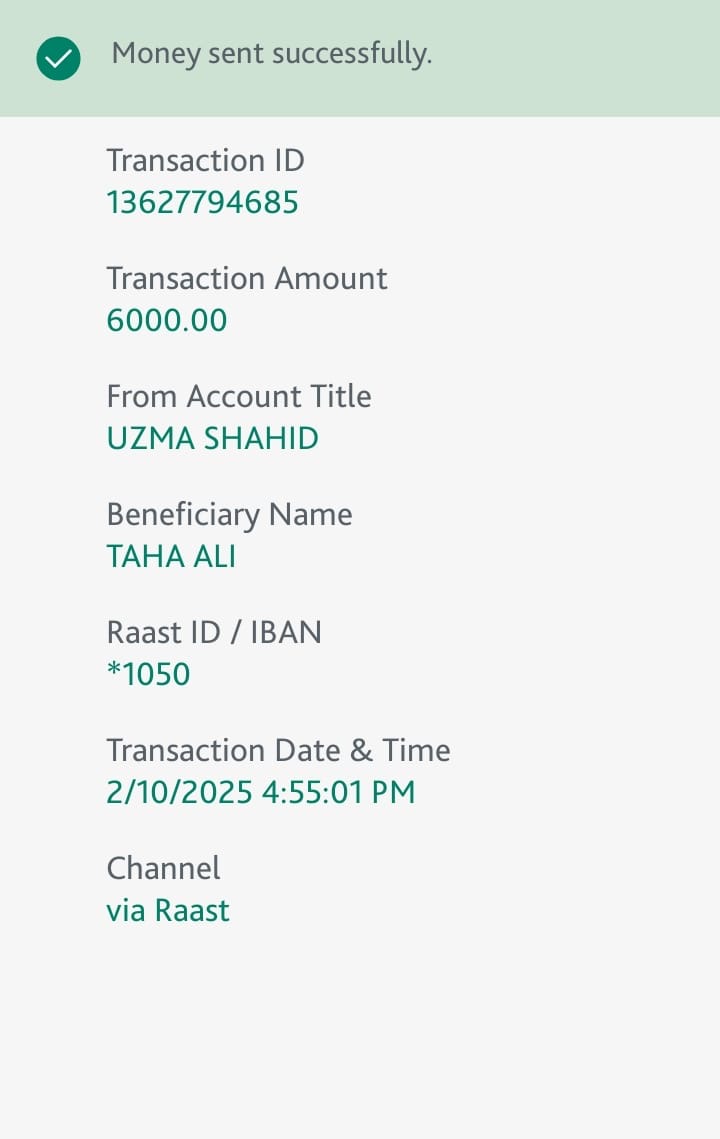 Money sent successfully.
Transaction ID
13627794685
Transaction Amount
6000.00
From Account Title
UZMA SHAHID
Beneficiary Name
TAHA ALI
Raast ID / IBAN
*1050
Transaction Date & Time
2/10/2025 4:55:01 PM
Channel
via Raast